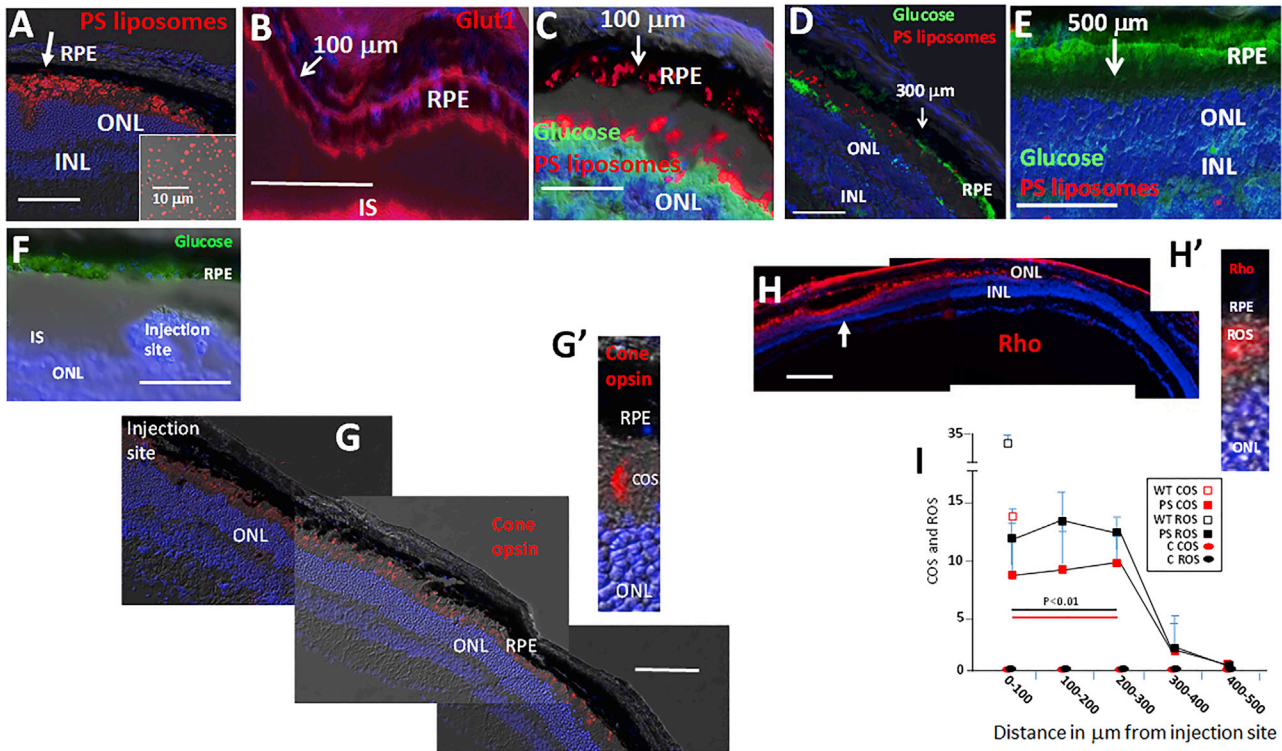 A
PS liposomes
RPE
ONL
INL
10 μm
B
Glut1
100 μm
RPE
IS
C
100 μm
RPE
Glucose
PS liposomes
ONL
D
Glucose
PS liposomes
300 μm
ONL
INL
RPE
E
500 μm
RPE
ONL
INL
Glucose
PS liposomes
F
Glucose
RPE
IS
Injection
site
ONL
G
Injection
site
ONL
Cone
opsin
ONL
RPE
G'
Cone
opsin
RPE
COS
ONL
H
ONL
INL
Rho
H'
Rho
RPE
ROS
ONL
I
COS and ROS
35
15
10
5
0
WT COS
PS COS
WT ROS
PS ROS
C COS
C ROS
P<0.01
0-100
100-200
200-300
300-400
400-500
Distance in μm from injection site